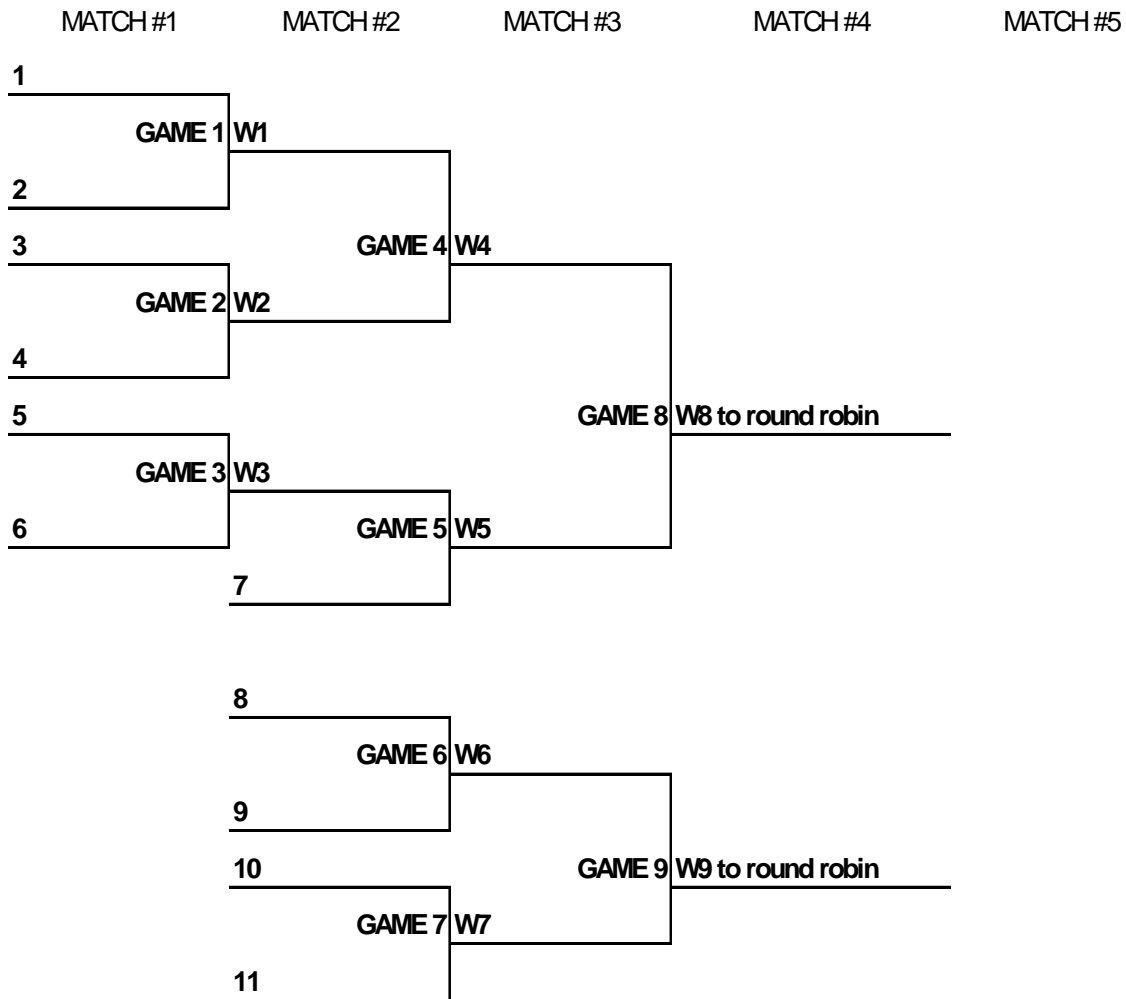 MATCH #1 MATCH #2 MATCH #3 MATCH #4 MATCH #5
1
GAME 1 W1
2
3
GAME 4 W4
GAME 2 W2
4
5
GAME 8 W8 to round robin
GAME 3 W3
6
GAME 5 W5
7
8
GAME 6 W6
9
10
GAME 9 W9 to round robin
GAME 7 W7
11